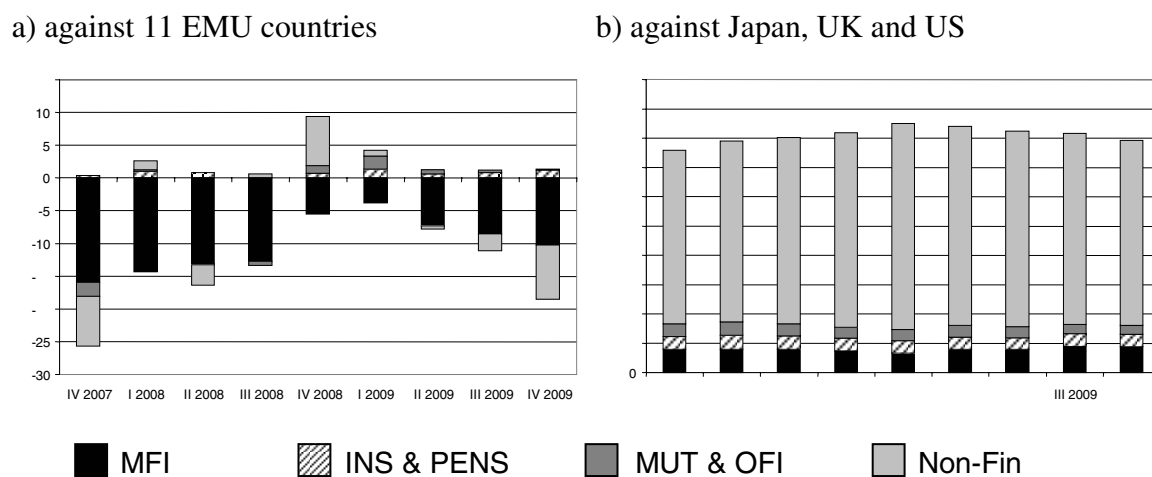 a) against 11 EMU countries
b) against Japan, UK and US
10
5
0
-5
-10
-
-
-25
-30
IV 2007 I 2008 II 2008 III 2008 IV 2008 I 2009 II 2009 III 2009 IV 2009
0
III 2009
MFI INS & PENS MUT & OFI Non-Fin